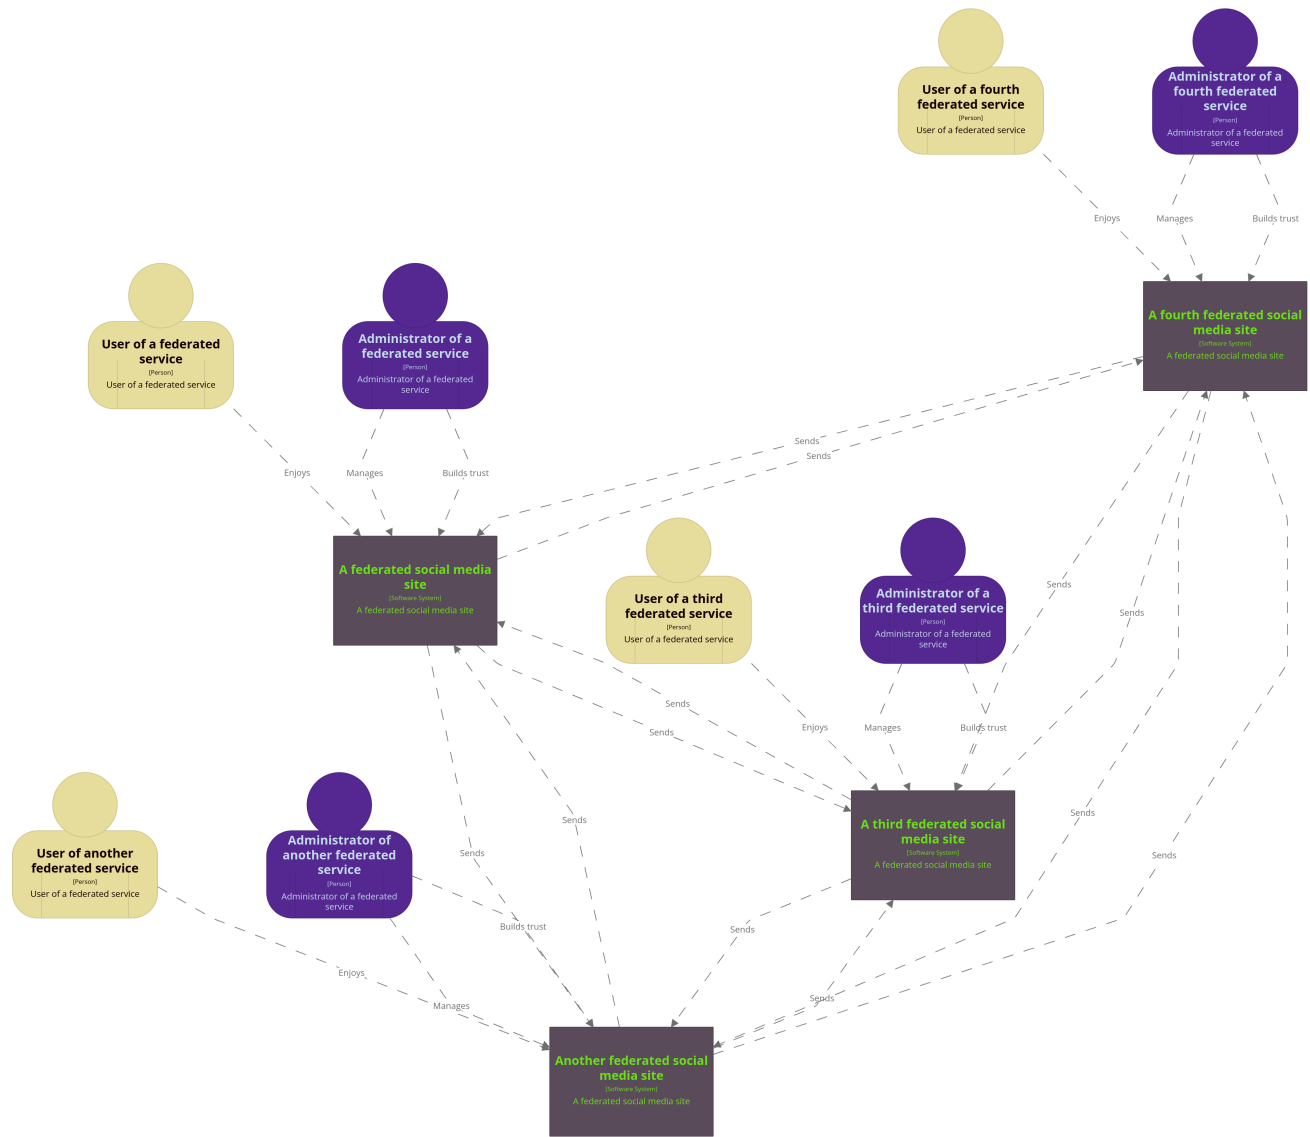 User of a fourth
federated service
[Person]
User of a federated service
Administrator of a
fourth federated
service
[Person]
Administrator of a federated
service
Enjoys
Manages
Builds trust
User of a federated
service
[Person]
User of a federated service
Administrator of a
federated service
[Person]
Administrator of a federated
service
A fourth federated social
media site
[Software System]
A federated social media site
Enjoys
Manages
Builds trust
Sends
Sends
A federated social media
site
[Software System]
A federated social media site
User of a third
federated service
[Person]
User of a federated service
Administrator of a
third federated service
[Person]
Administrator of a federated
service
Sends
Sends
Sends
Sends
Enjoys
Manages
Builds trust
User of another
federated service
[Person]
User of a federated service
Administrator of
another federated
service
[Person]
Administrator of a federated
service
Sends
Sends
A third federated social
media site
[Software System]
A federated social media site
Sends
Sends
Builds trust
Sends
Enjoys
Manages
Sends
Another federated social
media site
[Software System]
A federated social media site